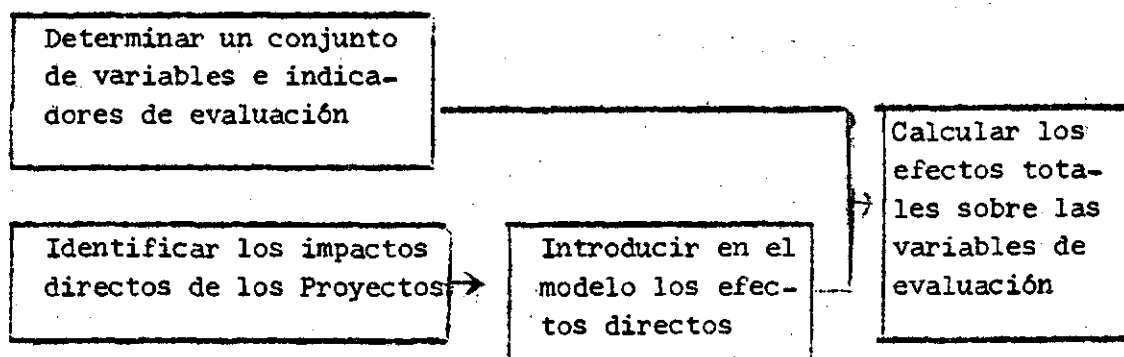 Determinar un conjunto
de variables e indica-
dores de evaluación
Identificar los impactos
directos de los Proyectos
Introducir en el
modelo los efec-
tos directos
Calcular los
efectos tota-
les sobre las
variables de
evaluación